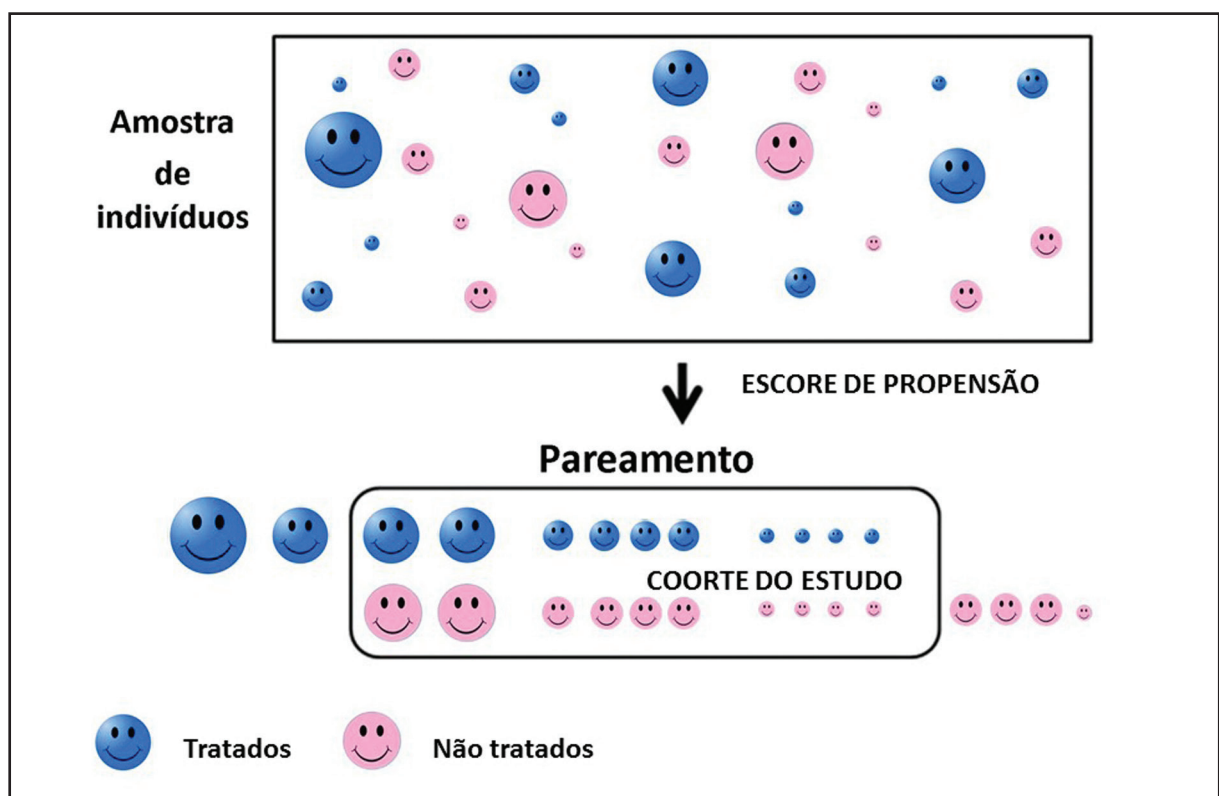 Amostra
de
indivíduos
ESCORE DE PROPENSÃO
Pareamento
COORTE DO ESTUDO
Tratados
Não tratados